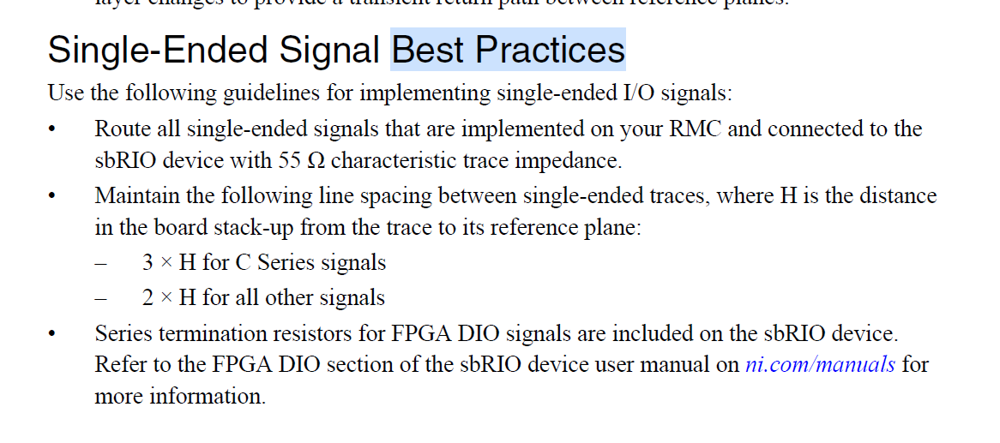 layer changes to provide a transient return path between reference planes.
Single-Ended Signal Best Practices
Use the following guidelines for implementing single-ended I/O signals:
• Route all single-ended signals that are implemented on your RMC and connected to the
sbRIO device with 55 Ω characteristic trace impedance.
• Maintain the following line spacing between single-ended traces, where H is the distance
in the board stack-up from the trace to its reference plane:
– 3 × H for C Series signals
– 2 × H for all other signals
• Series termination resistors for FPGA DIO signals are included on the sbRIO device.
Refer to the FPGA DIO section of the sbRIO device user manual on ni.com/manuals for
more information.